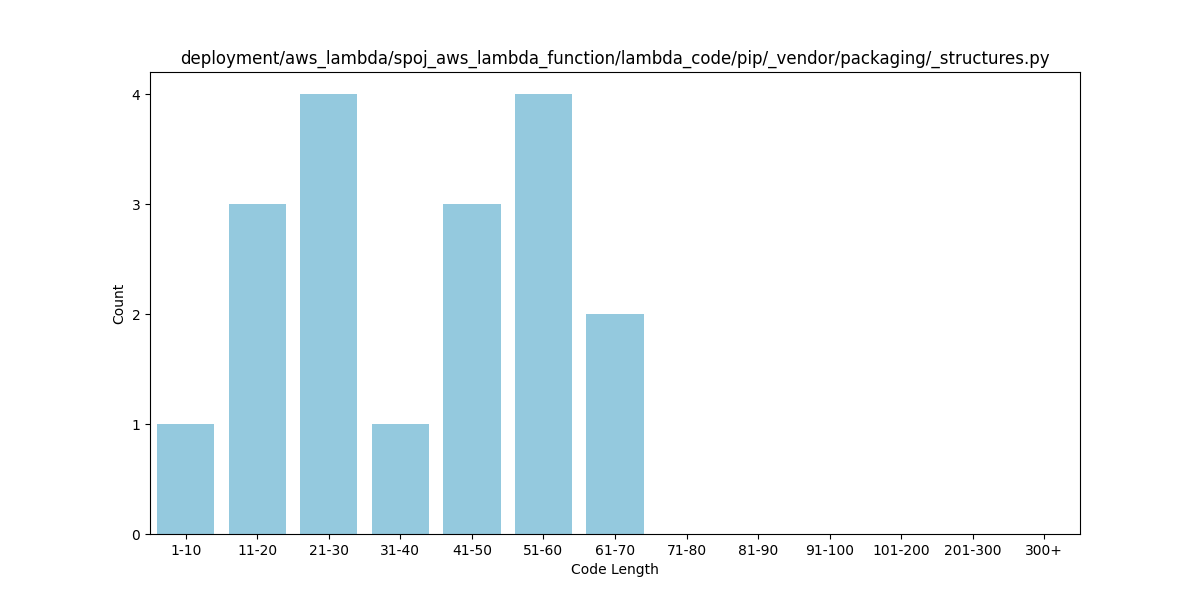 deployment/aws_lambda/spoj_aws_lambda_function/lambda_code/pip/_vendor/packaging/_structures.py
4
3
2
1
0
Count
1-10 11-20 21-30 31-40 41-50 51-60 61-70 71-80 81-90 91-100 101-200 201-300 300+
Code Length